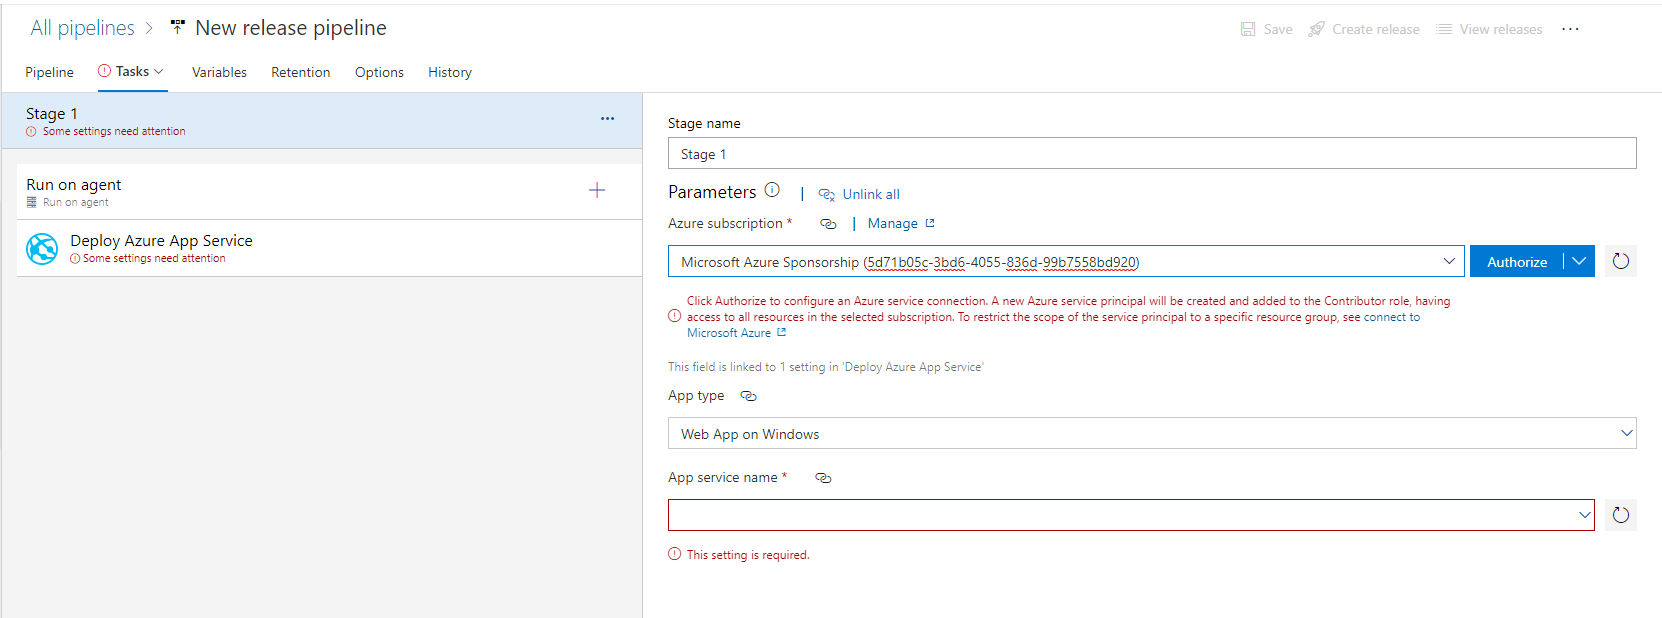 All pipelines > New release pipeline
Save Create release View releases ...
Pipeline Tasks Variables Retention Options History
Stage 1
Some settings need attention
Run on agent
Run on agent
Deploy Azure App Service
Some settings need attention
Stage name
Stage 1
Parameters | Unlink all
Azure subscription * | Manage
Microsoft Azure Sponsorship (5d71b05c-3bd6-4055-836d-99b7558bd920)
Authorize
Click Authorize to configure an Azure service connection. A new Azure service principal will be created and added to the Contributor role, having
access to all resources in the selected subscription. To restrict the scope of the service principal to a specific resource group, see connect to
Microsoft Azure
This field is linked to 1 setting in 'Deploy Azure App Service'
App type
Web App on Windows
App service name *
This setting is required.